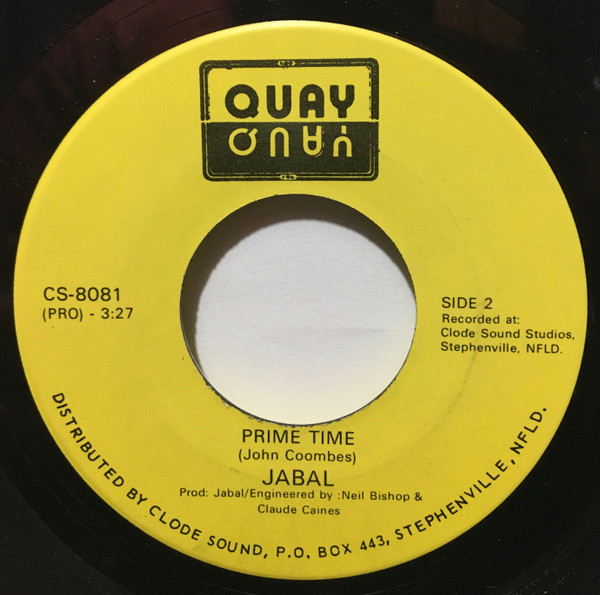 QUAY
QUAY
CS-8081
(PRO) - 3:27
SIDE 2
Recorded at:
Clode Sound Studios,
Stephenville, NFLD.
PRIME TIME
(John Coombes)
JABAL
Prod: Jabal/Engineered by :Neil Bishop &
Claude Caines
DISTRIBUTED BY CLODE SOUND, P.O. BOX 443, STEPHENVILLE, NFLD.